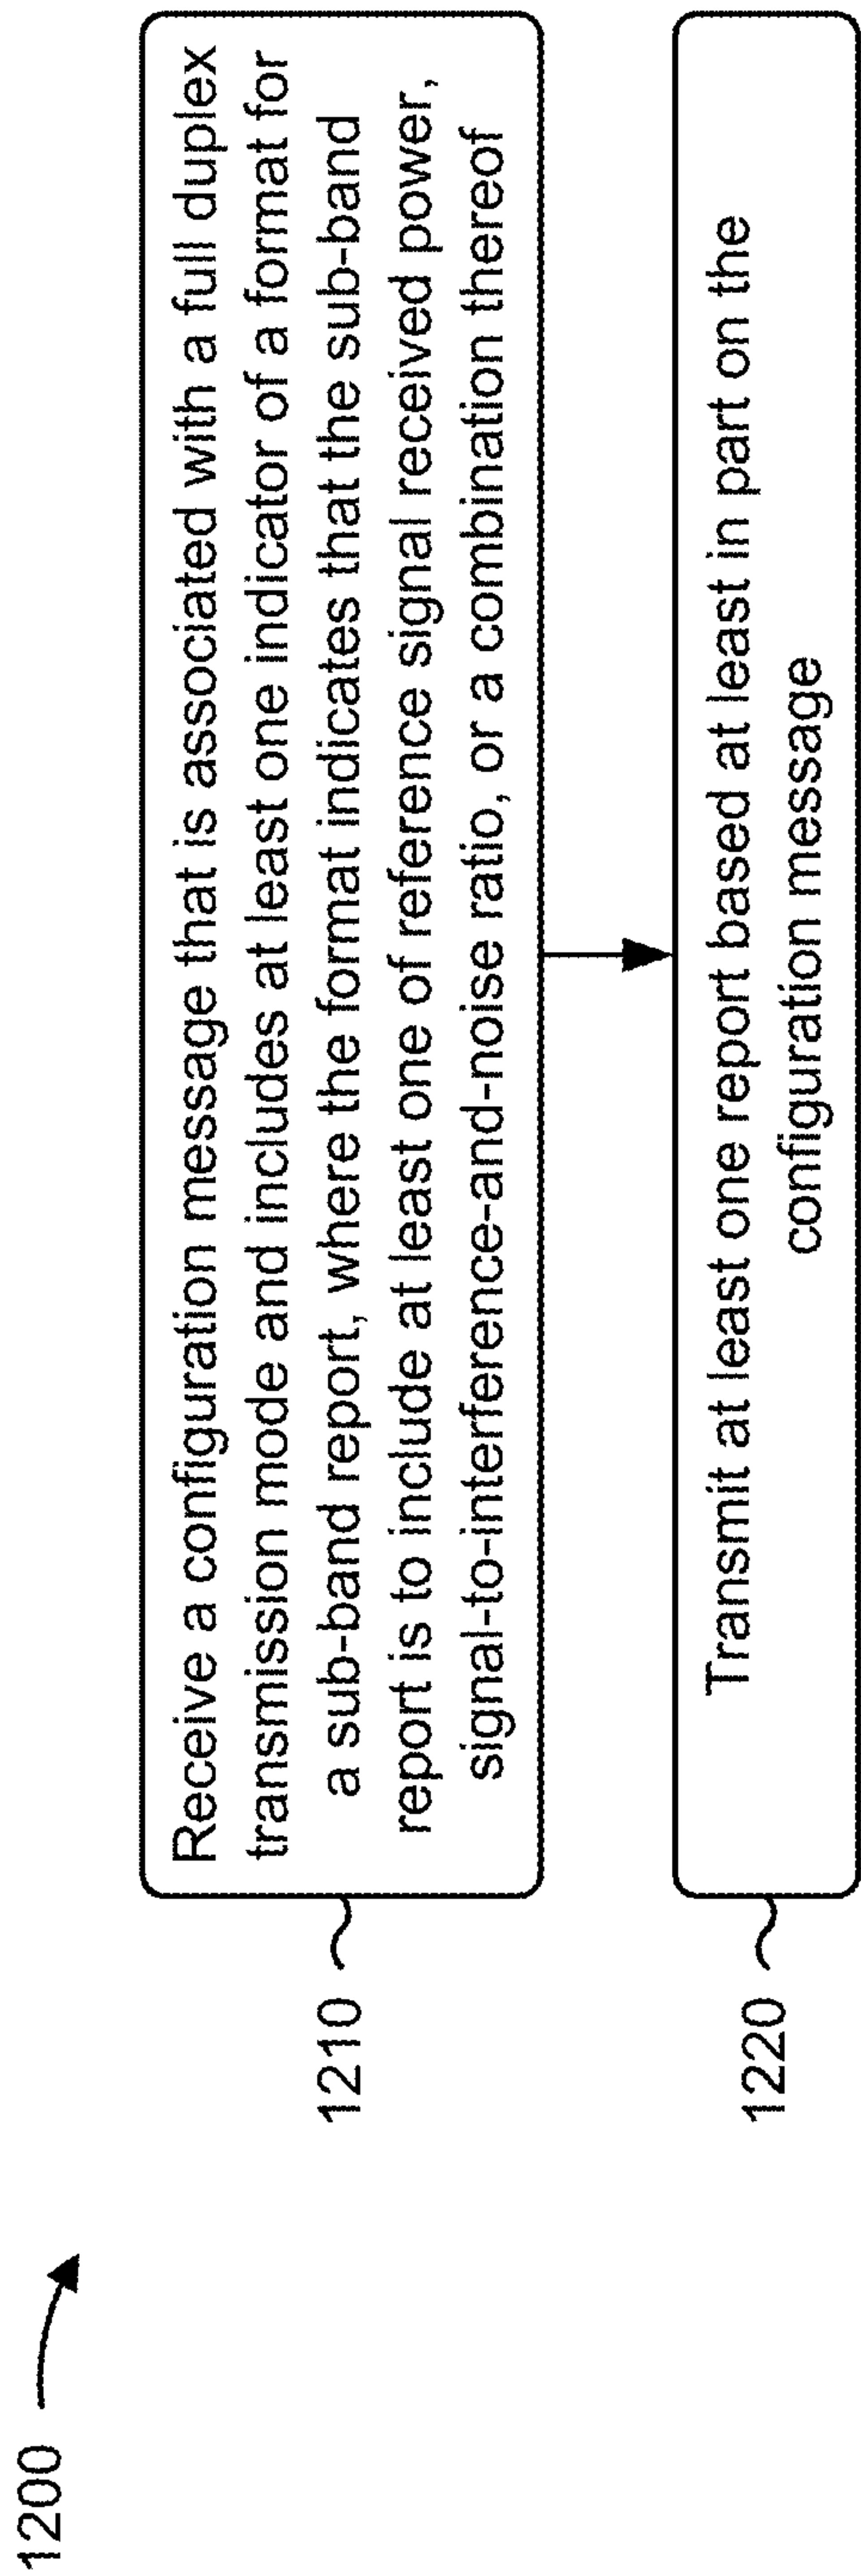 1200
1210
Receive a configuration message that is associated with a full duplex
transmission mode and includes at least one indicator of a format for
a sub-band report, where the format indicates that the sub-band
report is to include at least one of reference signal received power,
signal-to-interference-and-noise ratio, or a combination thereof
1220
Transmit at least one report based at least in part on the
configuration message